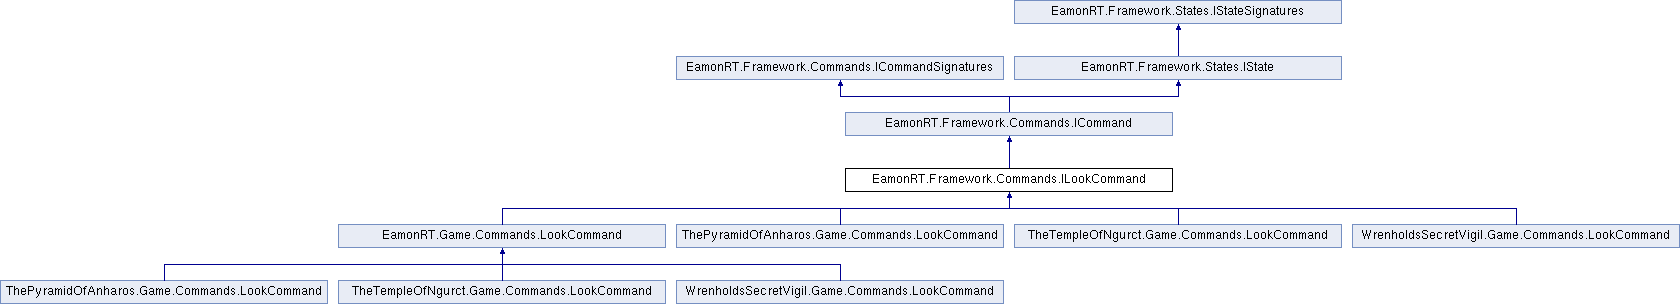 EamonRT.Framework.States.IStateSignatures
EamonRT.Framework.Commands.ICommandSignatures
EamonRT.Framework.States.IState
EamonRT.Framework.Commands.ICommand
EamonRT.Framework.Commands.ILookCommand
EamonRT.Game.Commands.LookCommand
ThePyramidOfAnharos.Game.Commands.LookCommand
TheTempleOfNgurct.Game.Commands.LookCommand
WrenholdsSecretVigil.Game.Commands.LookCommand
ThePyramidOfAnharos.Game.Commands.LookCommand
TheTempleOfNgurct.Game.Commands.LookCommand
WrenholdsSecretVigil.Game.Commands.LookCommand